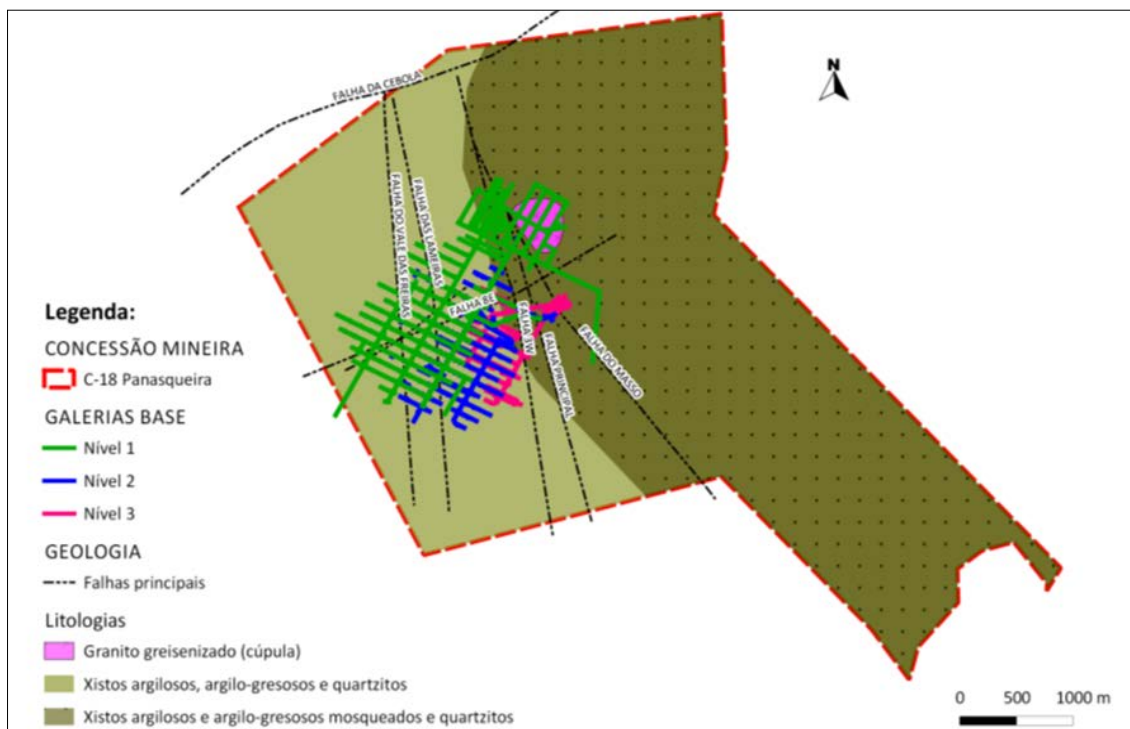 FALHA DA CEBOLA
N
FALHA DO VALE DAS FREIRAS
FALHA DAS LAMEIRAS
FALHA 8E
FALHA 3W
FALHA PRINCIPAL
FALHA DO MASSO
Legenda:
CONCESSÃO MINEIRA
C-18 Panasqueira
GALERIAS BASE
Nível 1
Nível 2
Nível 3
GEOLOGIA
Falhas principais
Litologias
Granito greisenizado (cúpula)
Xistos argilosos, argilo-gresosos e quartzitos
Xistos argilosos e argilo-gresosos mosqueados e quartzitos
0 500 1000 m